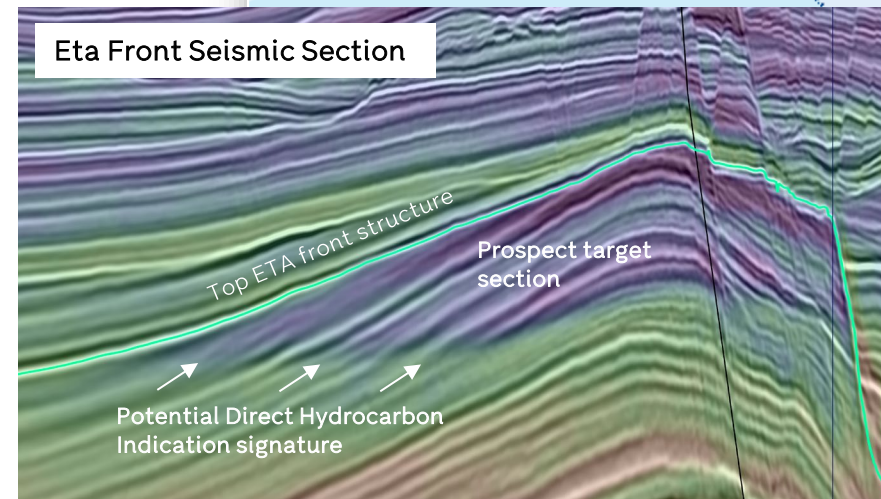 Eta Front Seismic Section
Top ETA front structure
Prospect target
section
Potential Direct Hydrocarbon
Indication signature